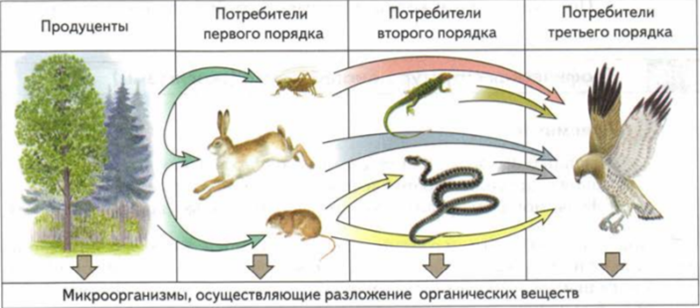 Продуценты
Потребители
первого порядка
Потребители
второго порядка
Потребители
третьего порядка
Микроорганизмы, осуществляющие разложение органических веществ